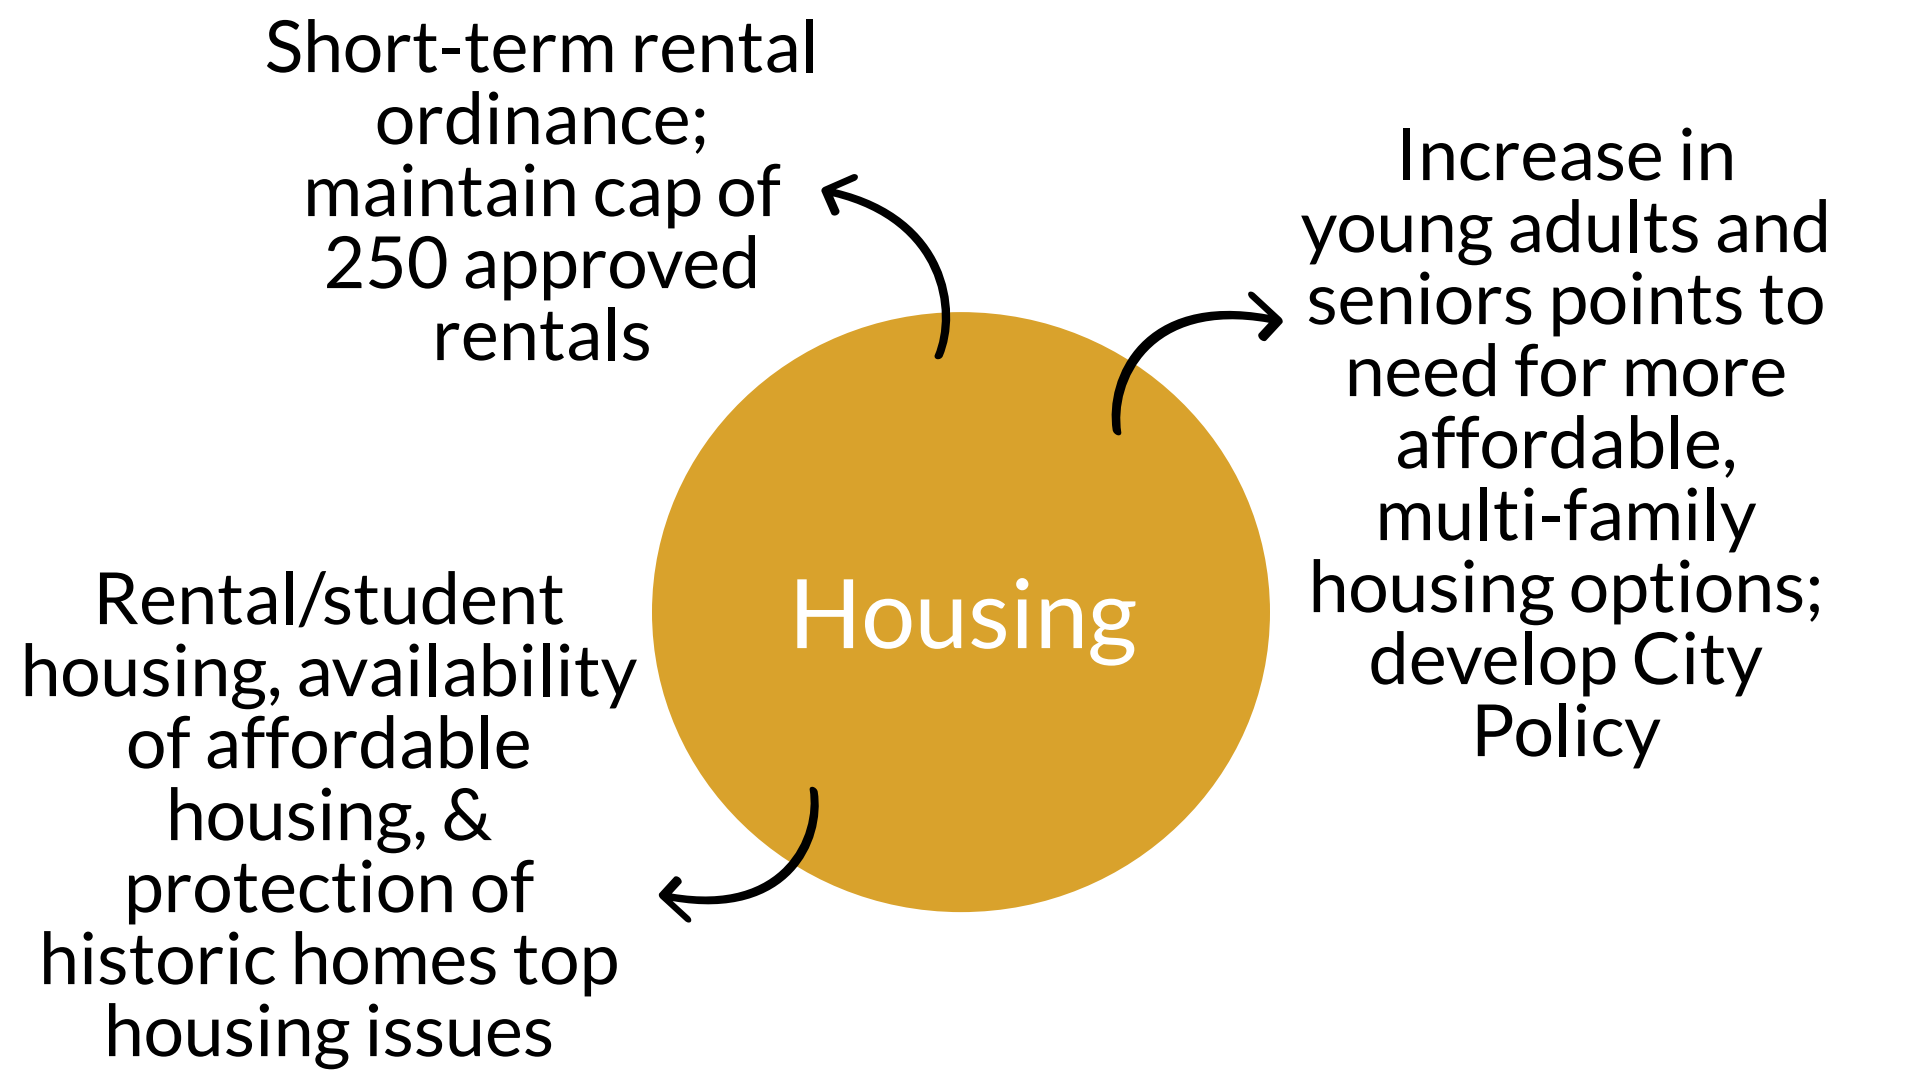 Short-term rental
ordinance;
maintain cap of
250 approved
rentals
Increase in
young adults and
seniors points to
need for more
affordable,
multi-family
housing options;
develop City
Policy
Housing
Rental/student
housing, availability
of affordable
housing, &
protection of
historic homes top
housing issues